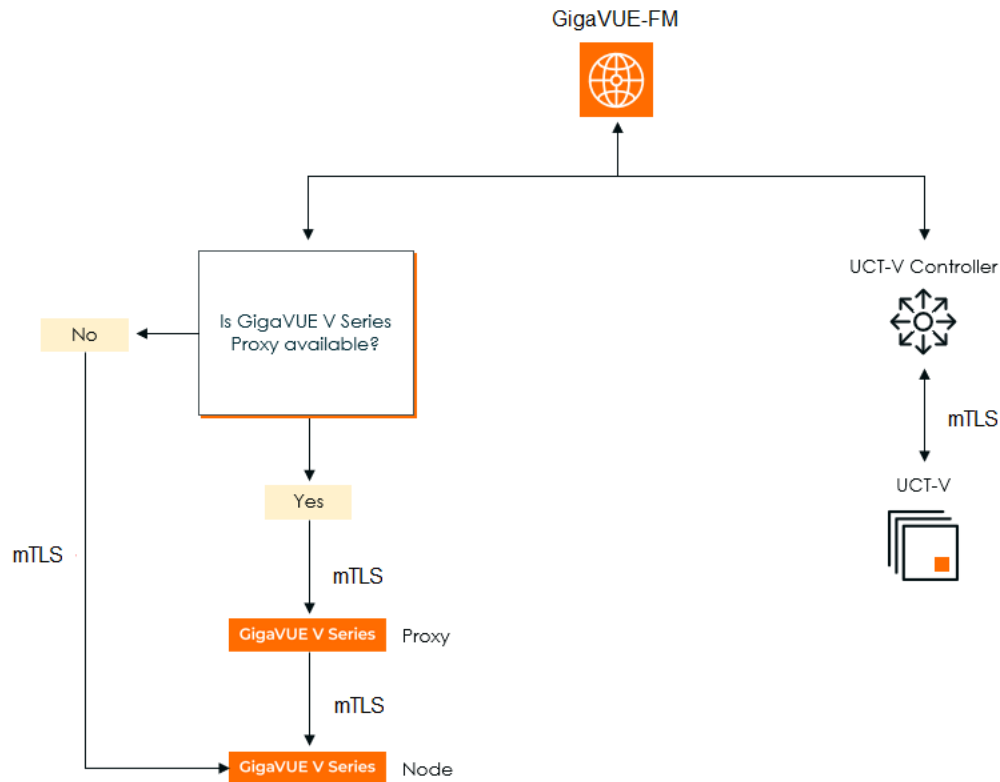 GigaVUE-FM
UCT-V Controller
Is GigaVUE V Series
Proxy available?
No
mTLS
UCT-V
Yes
mTLS
mTLS
GigaVUE V Series Proxy
mTLS
GigaVUE V Series Node